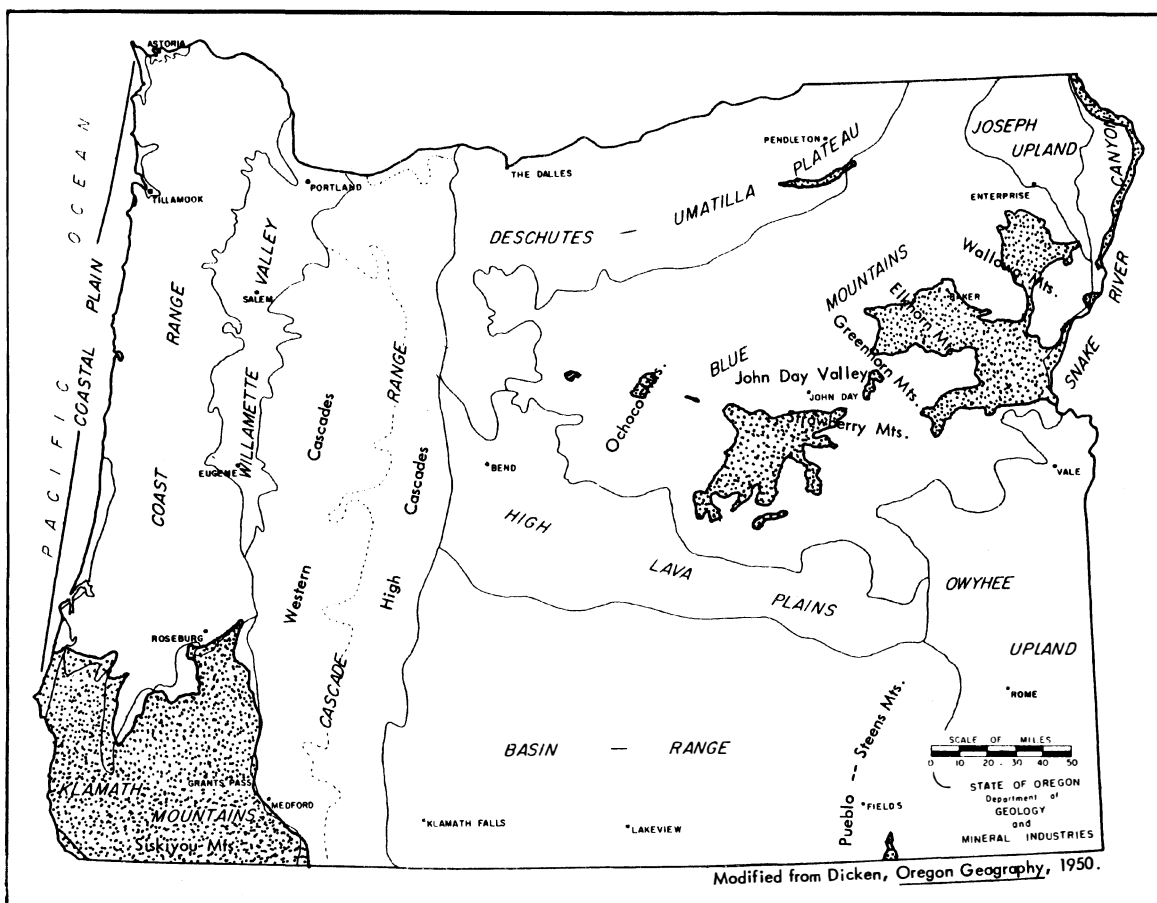 ASTORIA
PACIFIC OCEAN
COASTAL PLAIN
TILLAMOOK
PORTLAND
THE DALLES
PENDLETON
JOSEPH
UPLAND
CANYON
ENTERPRISE
DESCHUTES — UMATILLA PLATEAU
COAST RANGE
WILLAMETTE VALLEY
SALEM
EUGENE
Western Cascades
High Cascades
CASCADE RANGE
BLUE MOUNTAINS
Wallowa Mts.
Elkhorn Mts.
BAKER
Greenhorn Mts.
SNAKE RIVER
John Day Valley
JOHN DAY
Strawberry Mts.
Ochoco Mts.
BEND
VALE
HIGH
LAVA
PLAINS
OWYHEE
UPLAND
ROSEBURG
ROME
BASIN — RANGE
Pueblo -- Steens Mts.
KLAMATH
MOUNTAINS
GRANTS PASS
MEDFORD
Siskiyou Mts.
KLAMATH FALLS
LAKEVIEW
FIELDS
SCALE OF MILES
0 10 20 30 40 50
STATE OF OREGON
Department of
GEOLOGY
and
MINERAL INDUSTRIES
Modified from Dicken, Oregon Geography, 1950.